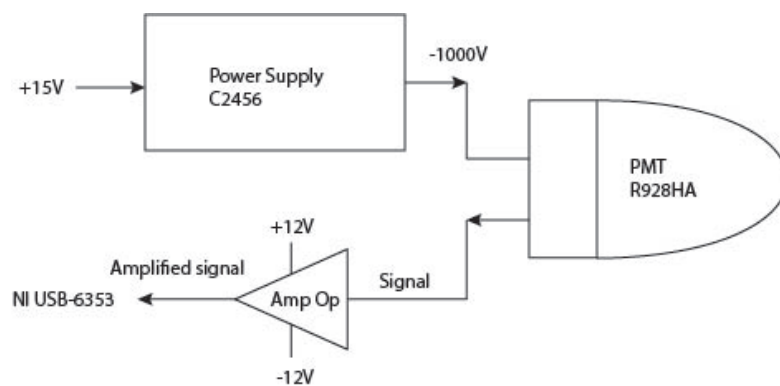 -1000V
+15V
Power Supply
C2456
PMT
R928HA
+12V
Amplified signal
Signal
NI USB-6353
Amp Op
-12V